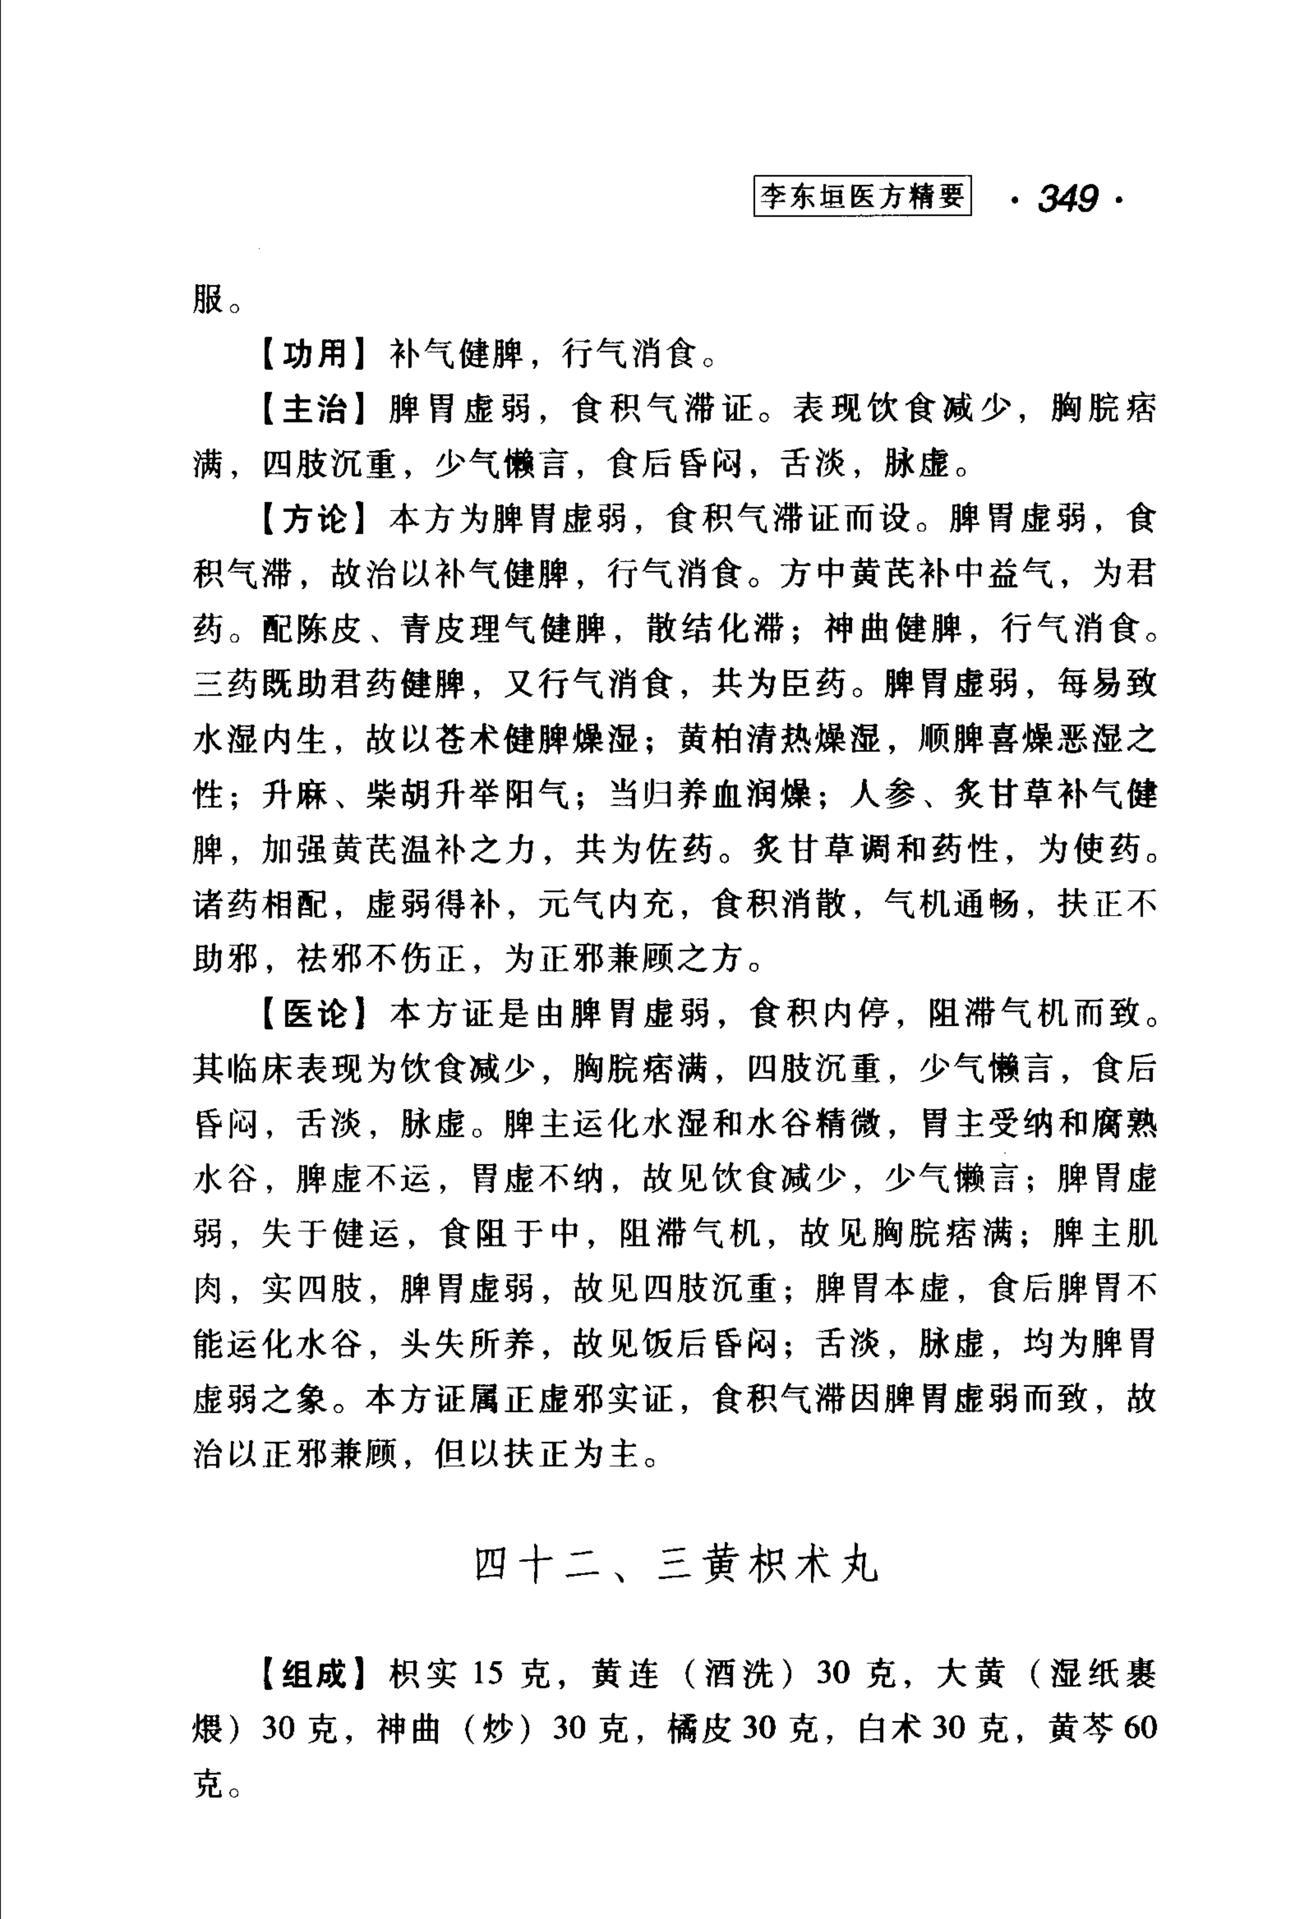 李东垣医方精要 ·349·
服。
【功用】补气健脾，行气消食。
【主治】脾胃虚弱，食积气滞证。表现饮食减少，胸脘痞
满，四肢沉重，少气懒言，食后昏闷，舌淡，脉虚。
【方论】本方为脾胃虚弱，食积气滞证而设。脾胃虚弱，食
积气滞，故治以补气健脾，行气消食。方中黄芪补中益气，为君
药。配陈皮、青皮理气健脾，散结化滞；神曲健脾，行气消食。
三药既助君药健脾，又行气消食，共为臣药。脾胃虚弱，每易致
水湿内生，故以苍术健脾燥湿；黄柏清热燥湿，顺脾喜燥恶湿之
性；升麻、柴胡升举阳气；当归养血润燥；人参、炙甘草补气健
脾，加强黄芪温补之力，共为佐药。炙甘草调和药性，为使药。
诸药相配，虚弱得补，元气内充，食积消散，气机通畅，扶正不
助邪，祛邪不伤正，为正邪兼顾之方。
【医论】本方证是由脾胃虚弱，食积内停，阻滞气机而致。
其临床表现为饮食减少，胸脘痞满，四肢沉重，少气懒言，食后
昏闷，舌淡，脉虚。脾主运化水湿和水谷精微，胃主受纳和腐熟
水谷，脾虚不运，胃虚不纳，故见饮食减少，少气懒言；脾胃虚
弱，失于健运，食阻于中，阻滞气机，故见胸脘痞满；脾主肌
肉，实四肢，脾胃虚弱，故见四肢沉重；脾胃本虚，食后脾胃不
能运化水谷，头失所养，故见饭后昏闷；舌淡，脉虚，均为脾胃
虚弱之象。本方证属正虚邪实证，食积气滞因脾胃虚弱而致，故
治以正邪兼顾，但以扶正为主。
四十二、三黄枳术丸
【组成】枳实 15 克，黄连（酒洗）30 克，大黄（湿纸裹
煨）30 克，神曲（炒）30 克，橘皮 30 克，白术 30 克，黄芩 60
克。